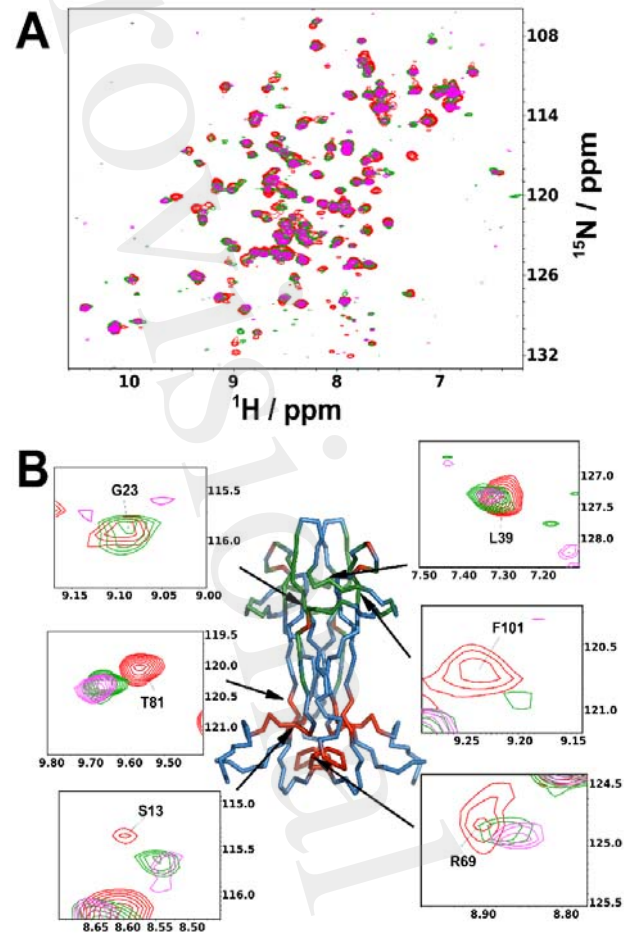 A
108
114
120
126
132
15N / ppm
10 9 8 7
1H / ppm
B
G23
115.5
116.0
9.15 9.10 9.05 9.00
L39
127.0
127.5
128.0
7.50 7.40 7.30 7.20
T81
119.5
120.0
120.5
121.0
9.80 9.70 9.60 9.50
F101
120.5
121.0
9.25 9.20 9.15
S13
115.0
115.5
116.0
8.65 8.60 8.55 8.50
R69
124.5
125.0
125.5
8.90 8.80
rovisional